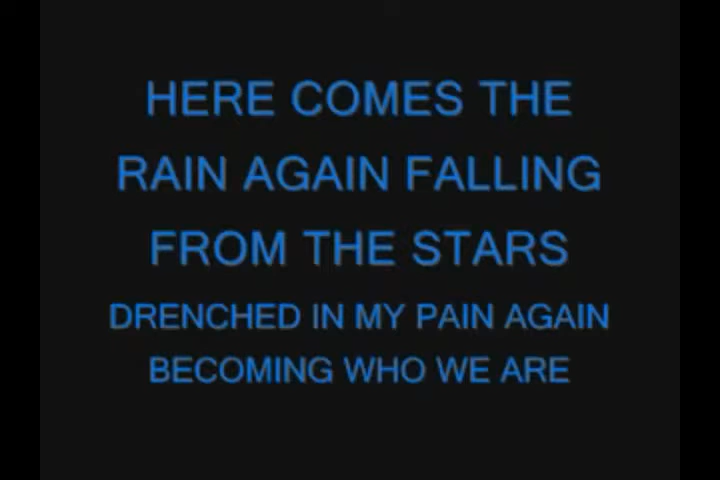 HERE COMES THE
RAIN AGAIN FALLING
FROM THE STARS
DRENCHED IN MY PAIN AGAIN
BECOMING WHO WE ARE